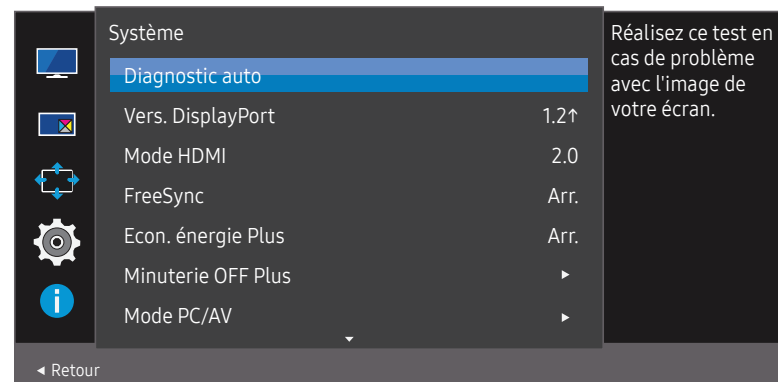 Système
Diagnostic auto
Vers. DisplayPort 1.2↑
Mode HDMI 2.0
FreeSync Arr.
Econ. énergie Plus Arr.
Minuterie OFF Plus ▸
Mode PC/AV ▸
Réalisez ce test en
cas de problème
avec l'image de
votre écran.
◂ Retour